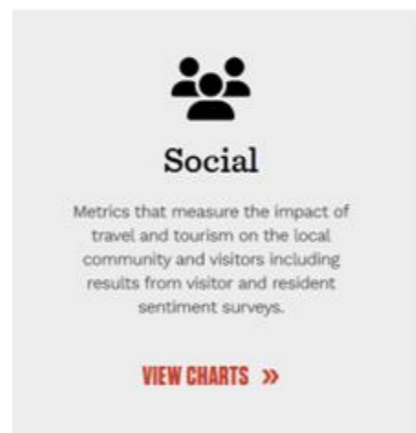 Social
Metrics that measure the impact of
travel and tourism on the local
community and visitors including
results from visitor and resident
sentiment surveys.
VIEW CHARTS »